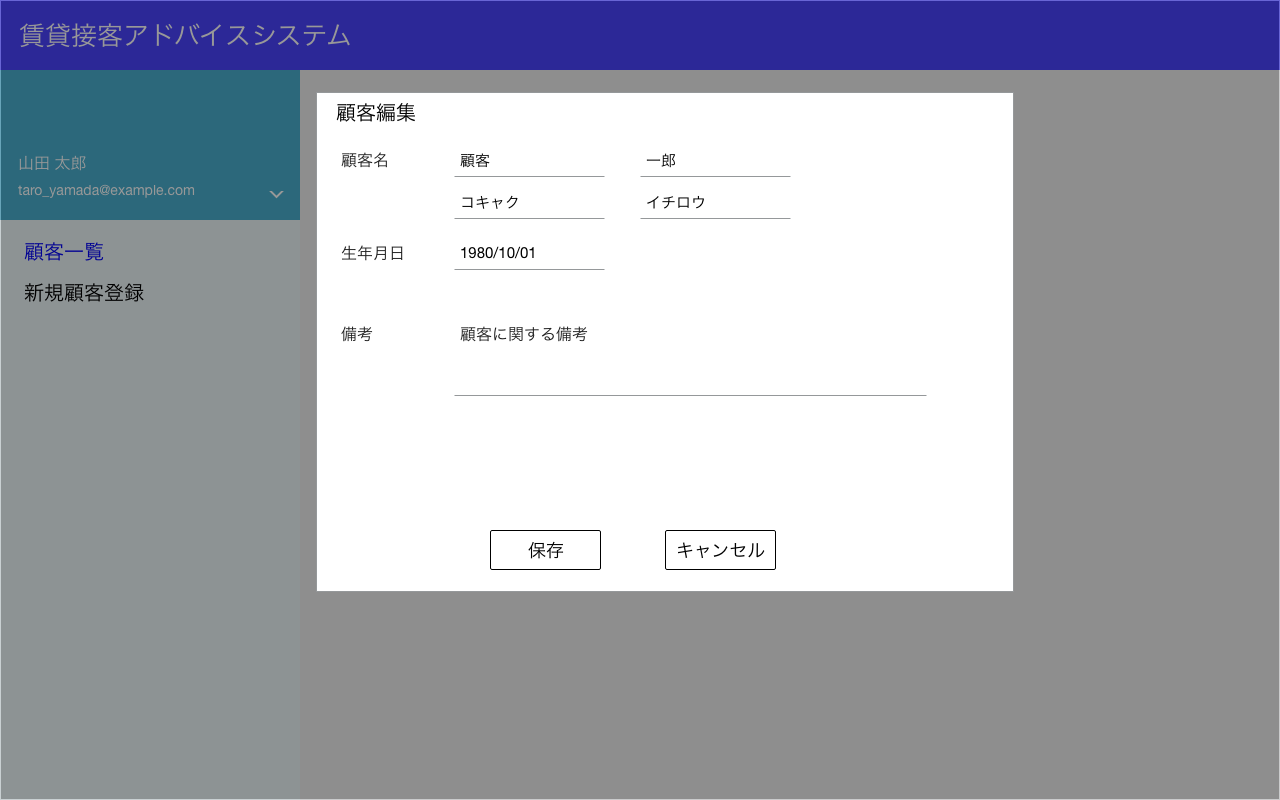 賃貸接客アドバイスシステム
山田 太郎
taro_yamada@example.com
顧客一覧
新規顧客登録
顧客編集
顧客名 顧客 一郎
コキャク イチロウ
生年月日 1980/10/01
備考 顧客に関する備考
保存 キャンセル